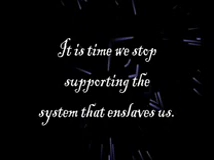 It is time we stop
supporting the
system that enslaves us.